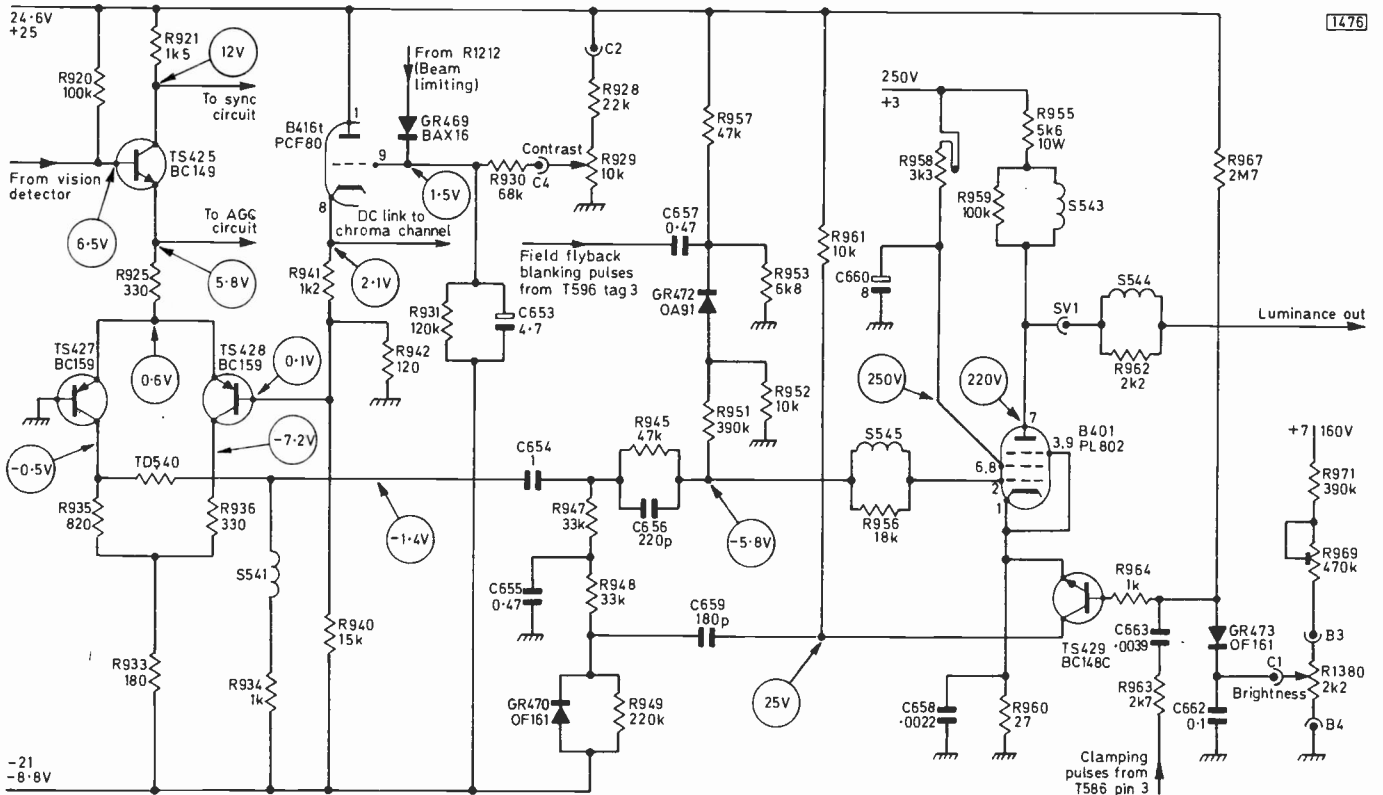 24·6V
+25
R921
1k5
12V
1476
R920
100k
To sync
circuit
From R1212
(Beam
limiting)
C2
R928
22k
250V
+3
R955
5k6
10W
B416t
PCF80
1
GR469
BAX16
R957
47k
TS425
BC149
From vision
detector
9
Contrast
R929
10k
R930
68k
C4
1·5V
R958
3k3
R959
100k
S543
R967
2M7
6·5V
To AGC
circuit
5·8V
8
DC link to
chroma channel
2·1V
C657
0·47
Field flyback
blanking pulses
from T596 tag 3
R961
10k
R925
330
R941
1k2
R931
120k
C653
4·7
GR472
OA91
R953
6k8
C660
8
S544
SV1
Luminance out
R962
2k2
TS427
BC159
TS428
BC159
0·1V
0·6V
R942
120
R952
10k
R951
390k
250V
220V
7
B401
PL802
3,9
6,8
2
1
-0·5V
-7·2V
TD540
C654
1
R945
47k
C656
220p
S545
R956
18k
+7
160V
R971
390k
R935
820
R936
330
-1·4V
R947
33k
-5·8V
R969
470k
S541
C655
0·47
R948
33k
C659
180p
R964
1k
TS429
BC148C
C663
·0039
GR473
OF161
B3
R940
15k
R933
180
R934
1k
GR470
OF161
R949
220k
25V
C658
·0022
R960
27
R963
2k7
C1
Brightness
R1380
2k2
C662
0·1
B4
-21
-8·8V
Clamping
pulses from
T586 pin 3